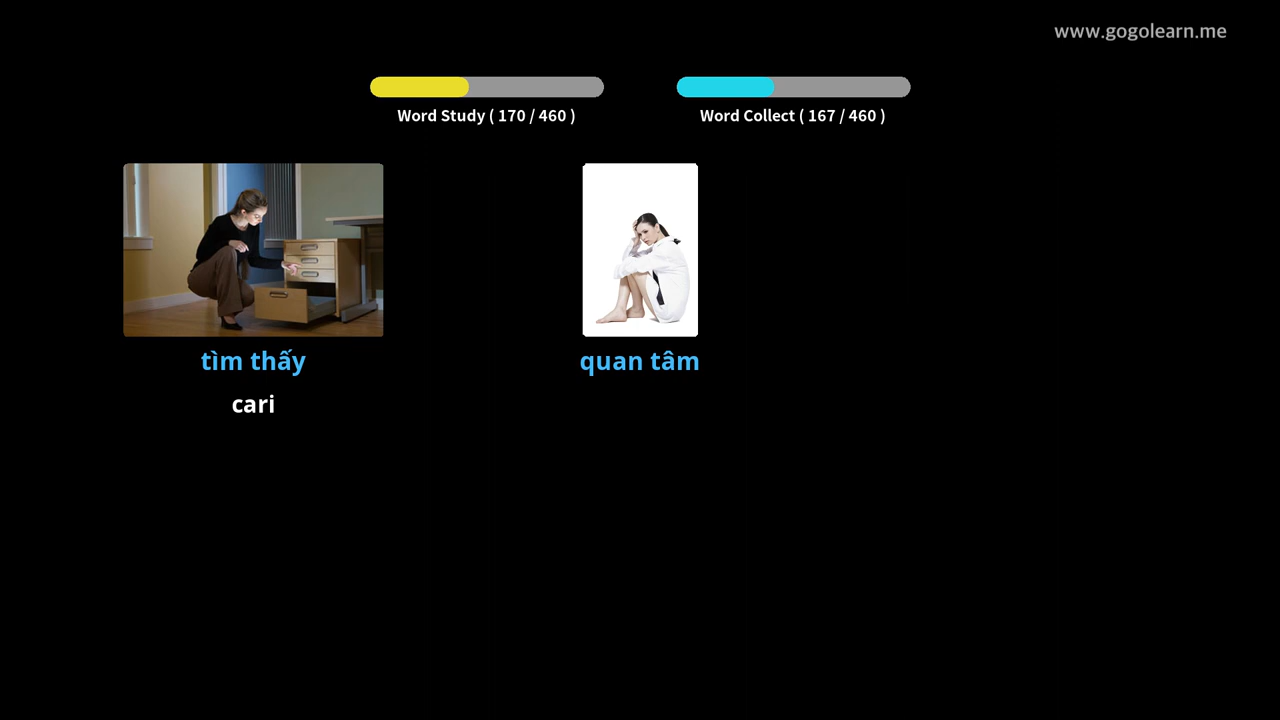 www.gogolearn.me
Word Study ( 170 / 460 )
Word Collect ( 167 / 460 )
tìm thấy
quan tâm
cari